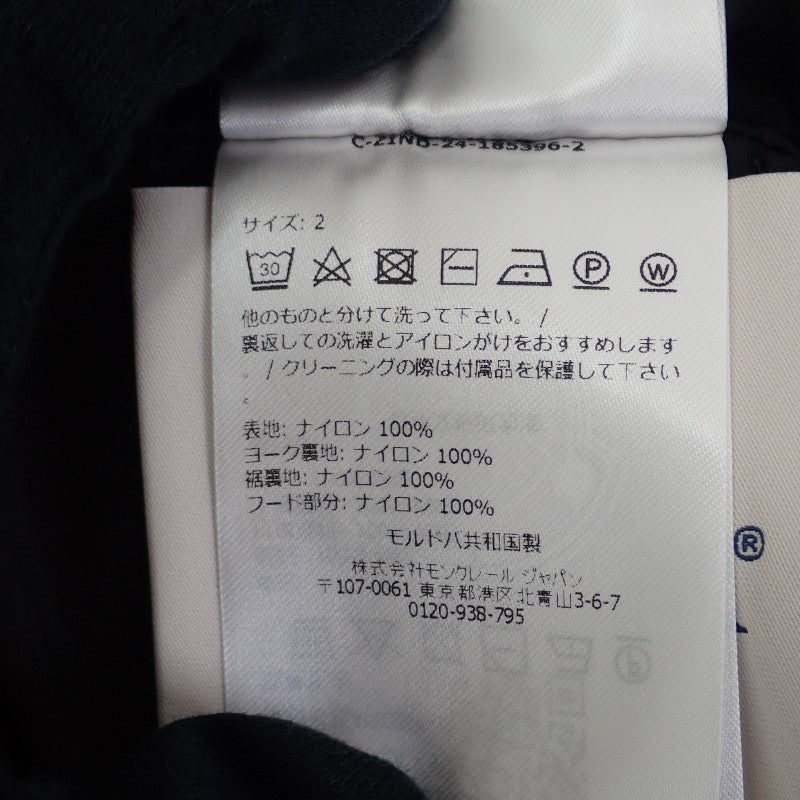 C-21ND-24-185396-2
サイズ: 2
30 P W
他のものと分けて洗って下さい。 /
裏返しての洗濯とアイロンがけをおすすめします
。 / クリーニングの際は付属品を保護して下さい
。
表地: ナイロン 100%
ヨーク裏地: ナイロン 100%
裾裏地: ナイロン 100%
フード部分: ナイロン 100%
モルドバ共和国製
株式会社モンクレール ジャパン
〒107-0061 東京都港区北青山3-6-7
0120-938-795
®